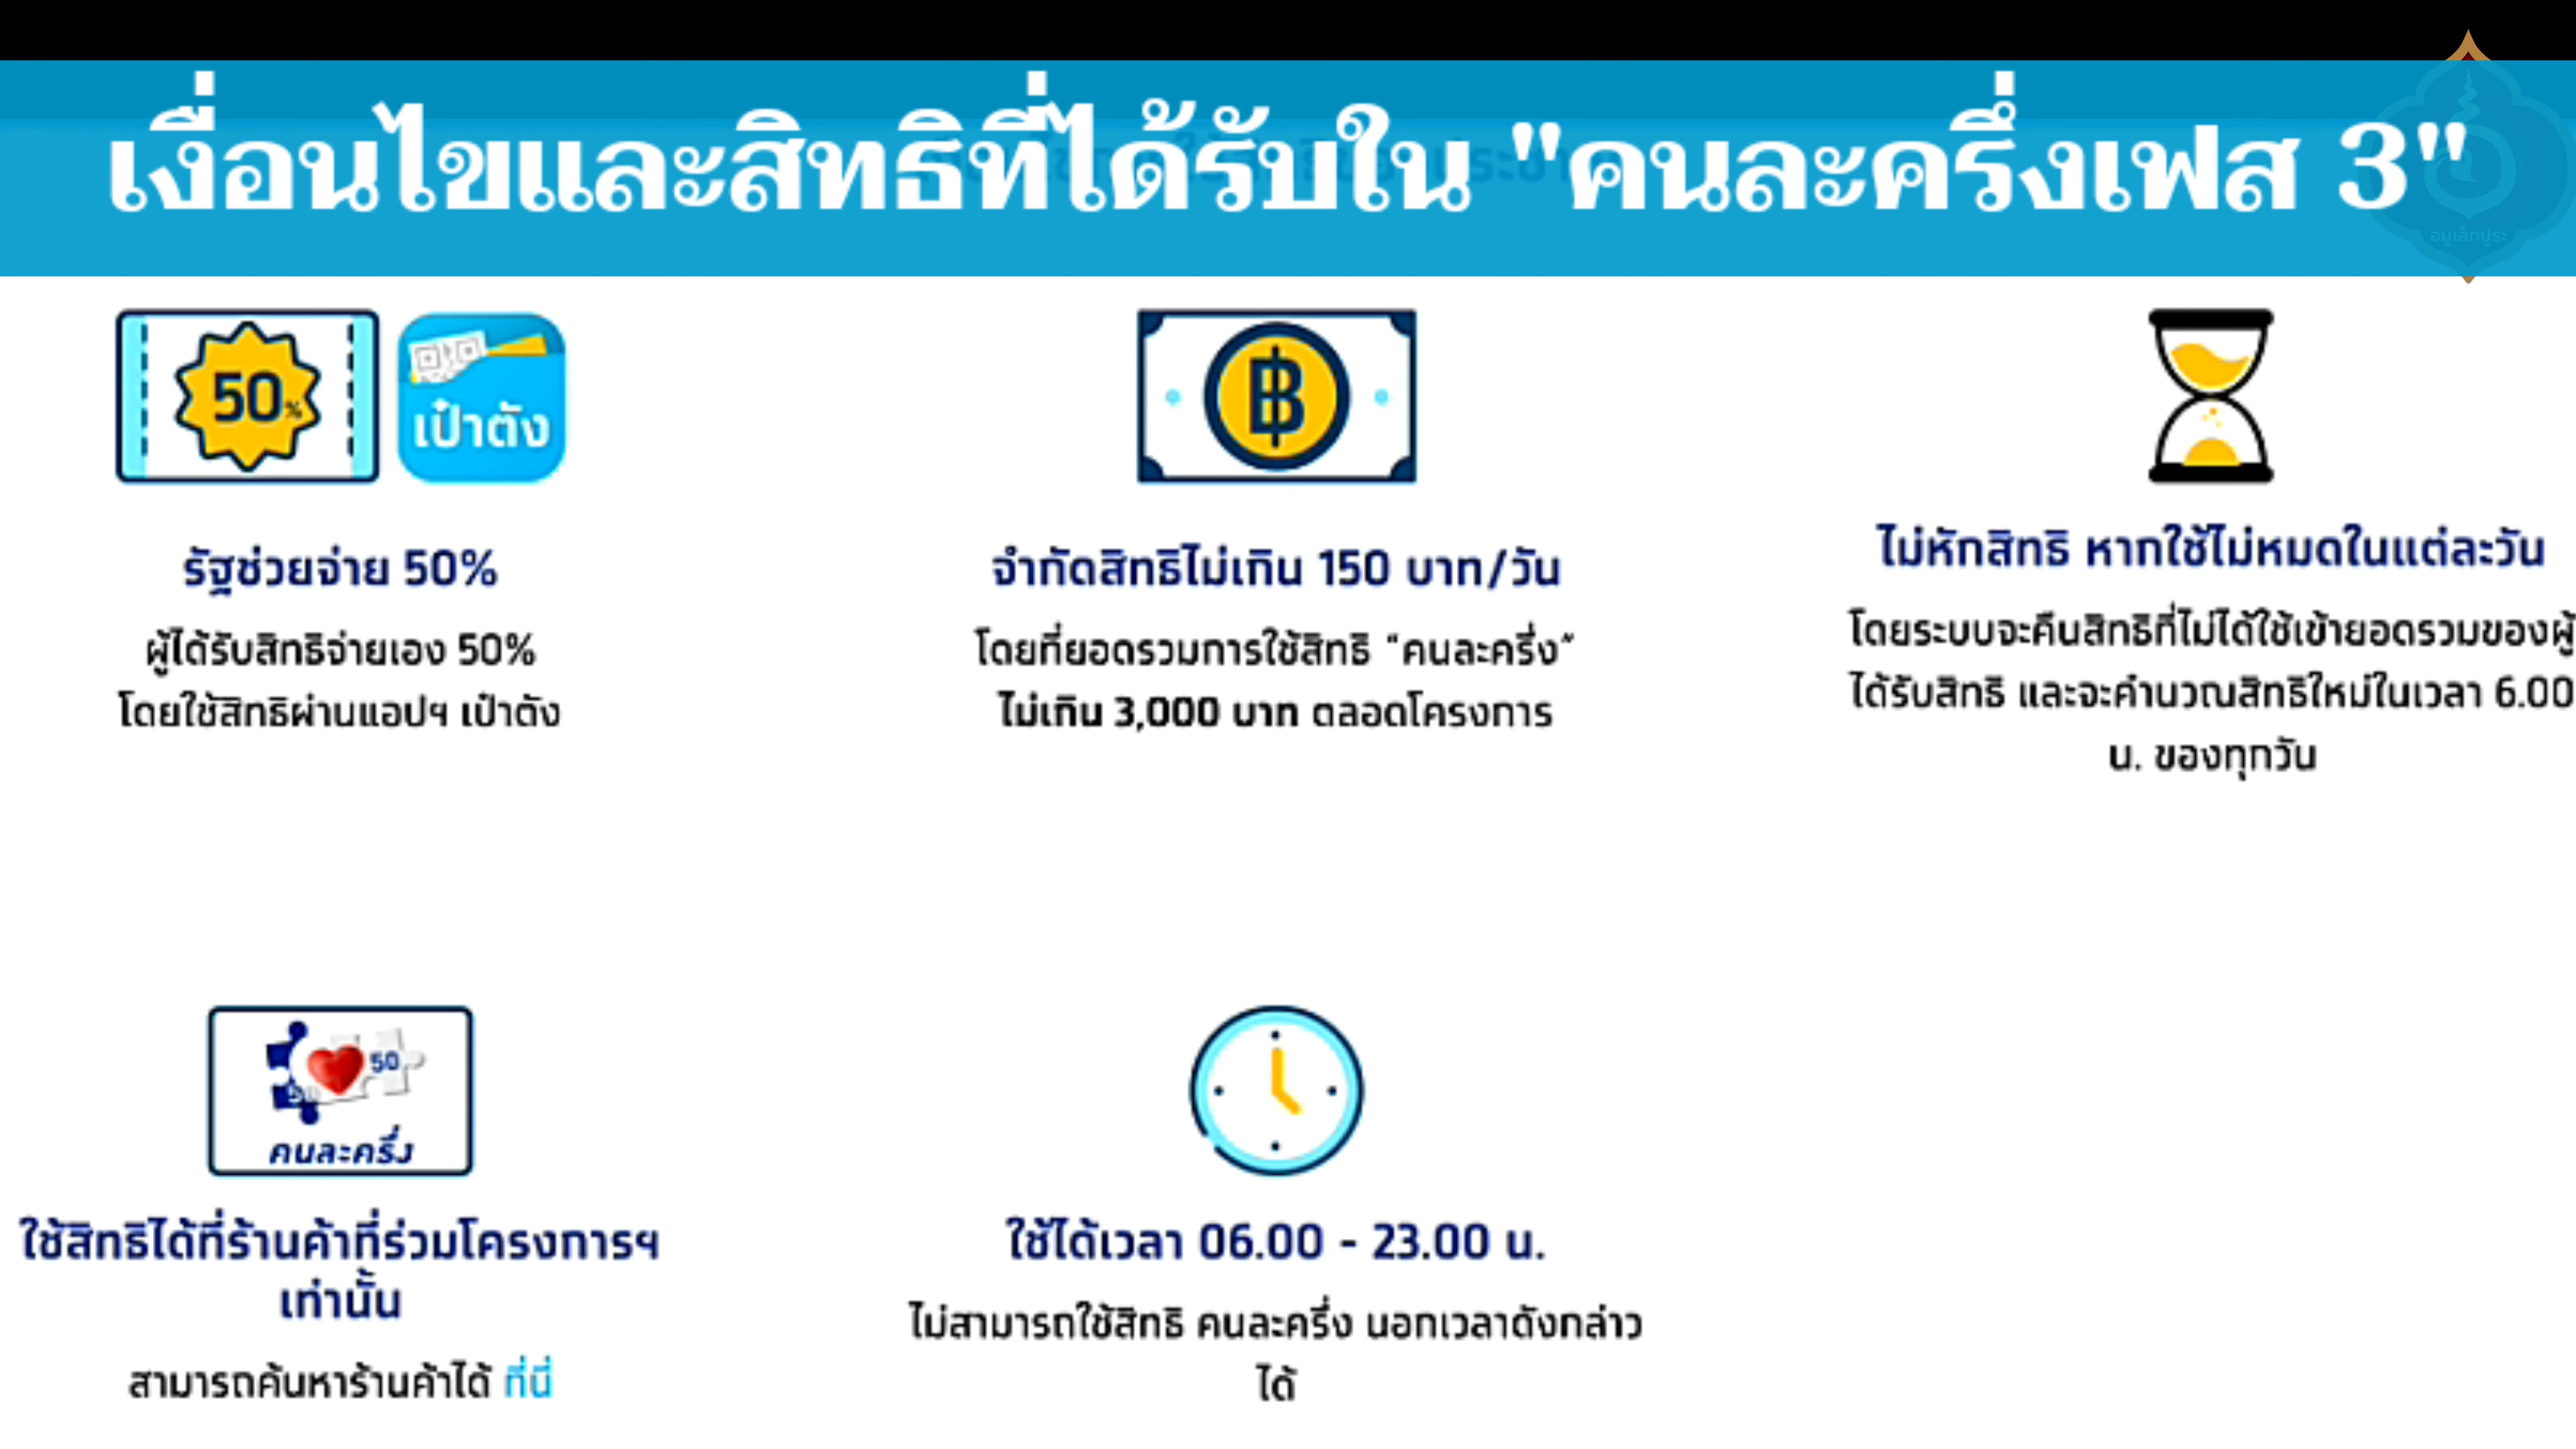 เงื่อนไขและสิทธิที่ได้รับใน "คนละครึ่งเฟส 3"
อมูเล็ทปูระ
50%
เป๋าตัง
฿
รัฐช่วยจ่าย 50%
ผู้ได้รับสิทธิจ่ายเอง 50%
โดยใช้สิทธิผ่านแอปฯ เป๋าตัง
จำกัดสิทธิไม่เกิน 150 บาท/วัน
โดยที่ยอดรวมการใช้สิทธิ "คนละครึ่ง"
ไม่เกิน 3,000 บาท ตลอดโครงการ
ไม่หักสิทธิ หากใช้ไม่หมดในแต่ละวัน
โดยระบบจะคืนสิทธิที่ไม่ได้ใช้เข้ายอดรวมของผู้
ได้รับสิทธิ และจะคำนวณสิทธิใหม่ในเวลา 6.00
น. ของทุกวัน
50
50
คนละครึ่ง
ใช้สิทธิได้ที่ร้านค้าที่ร่วมโครงการฯ
เท่านั้น
สามารถค้นหาร้านค้าได้ ที่นี่
ใช้ได้เวลา 06.00 - 23.00 น.
ไม่สามารถใช้สิทธิ คนละครึ่ง นอกเวลาดังกล่าว
ได้